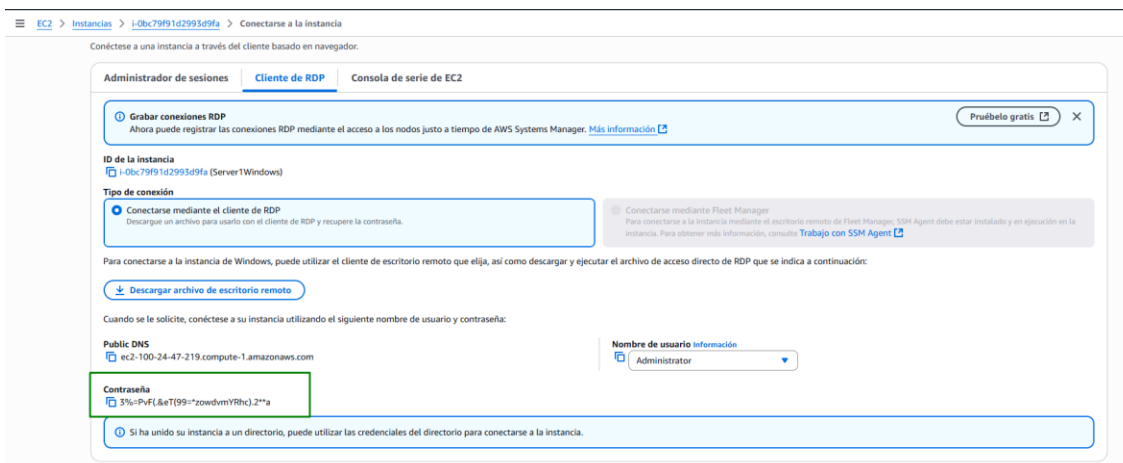 EC2 > Instancias > i-0bc79f91d2993d9fa > Conectarse a la instancia
Conéctese a una instancia a través del cliente basado en navegador.
Administrador de sesiones Cliente de RDP Consola de serie de EC2
Grabar conexiones RDP
Ahora puede registrar las conexiones RDP mediante el acceso a los nodos justo a tiempo de AWS Systems Manager. Más información
Pruébelo gratis
ID de la instancia
i-0bc79f91d2993d9fa (Server1Windows)
Tipo de conexión
Conectarse mediante el cliente de RDP
Descargue un archivo para usarlo con el cliente de RDP y recupere la contraseña.
Conectarse mediante Fleet Manager
Para conectarse a la instancia mediante el escritorio remoto de Fleet Manager, SSM Agent debe estar instalado y en ejecución en la
instancia. Para obtener más información, consulte Trabajo con SSM Agent
Para conectarse a la instancia de Windows, puede utilizar el cliente de escritorio remoto que elija, así como descargar y ejecutar el archivo de acceso directo de RDP que se indica a continuación:
Descargar archivo de escritorio remoto
Cuando se le solicite, conéctese a su instancia utilizando el siguiente nombre de usuario y contraseña:
Public DNS
ec2-100-24-47-219.compute-1.amazonaws.com
Nombre de usuario Información
Administrator
Contraseña
3%=PvF(.&eT(99=*zowdvmYRhc).2**a
Si ha unido su instancia a un directorio, puede utilizar las credenciales del directorio para conectarse a la instancia.